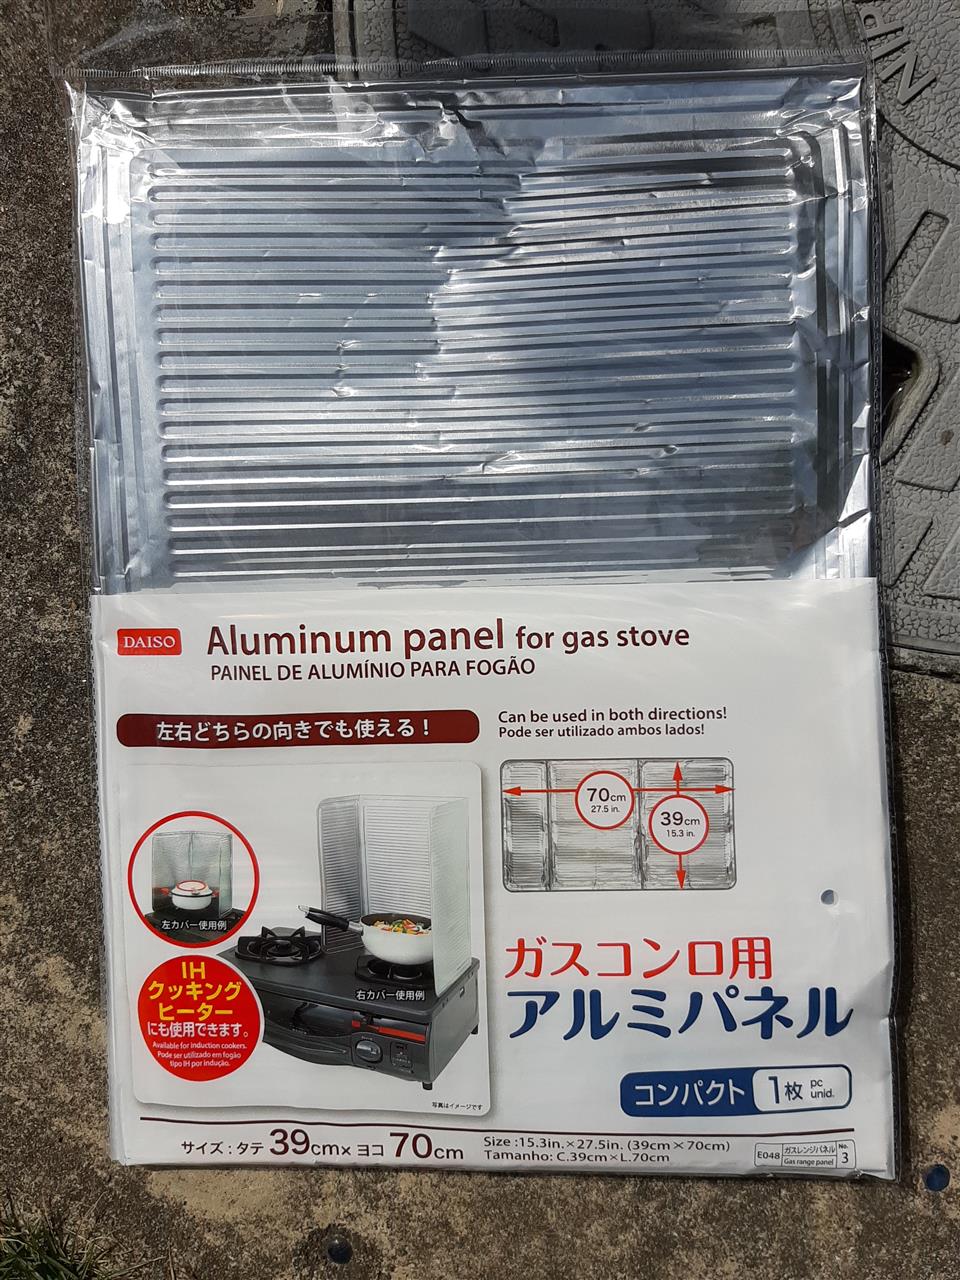 DAISO
Aluminum panel for gas stove
PAINEL DE ALUMÍNIO PARA FOGÃO
左右どちらの向きでも使える！
Can be used in both directions!
Pode ser utilizado ambos lados!
70cm
27.5 in.
39cm
15.3 in.
左カバー使用例
IH
クッキング
ヒーター
にも使用できます。
Available for induction cookers.
Pode ser utilizado em fogão
tipo IH por indução.
右カバー使用例
写真はイメージです
ガスコンロ用
アルミパネル
コンパクト 1枚 pc
unid.
サイズ：タテ 39cm× ヨコ 70cm
Size :15.3in.×27.5in. (39cm×70cm)
Tamanho: C.39cm×L.70cm
E048 ガスレンジパネル No.
Gas range panel 3